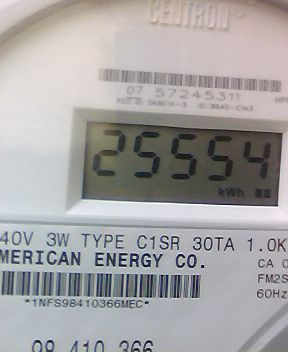 CENTRON®
07 57245311
25554
kWh
40V 3W TYPE C1SR 30TA 1.0K
MERICAN ENERGY CO.
CA 0
FM2S
60Hz
*1NFS98410366MEC*
98 410 366